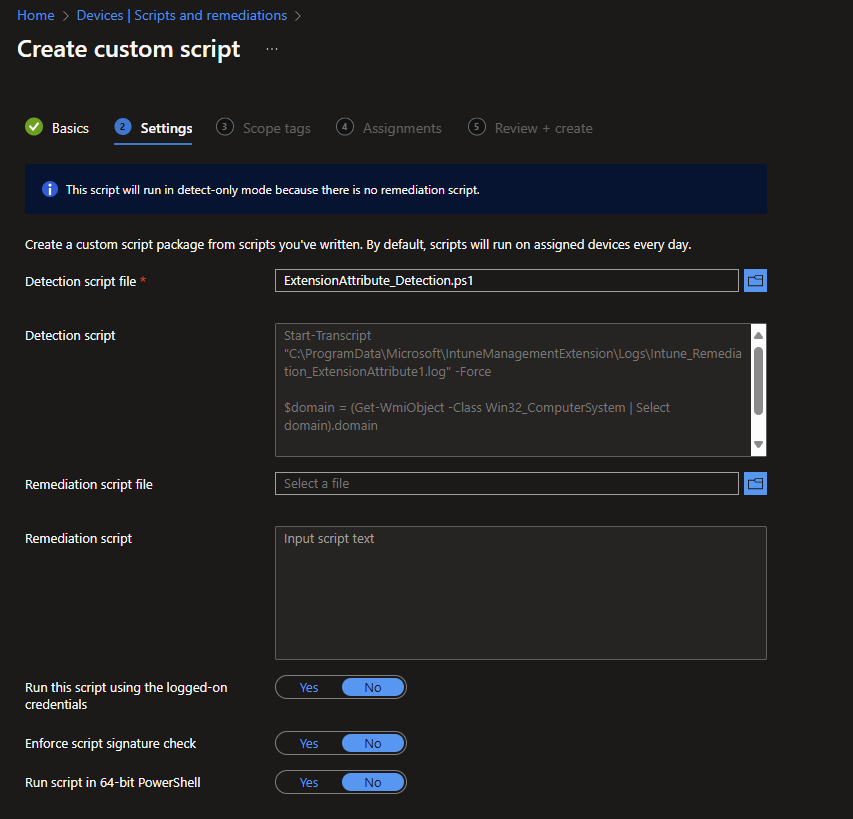 Home > Devices | Scripts and remediations >
Create custom script ...
Basics 2 Settings 3 Scope tags 4 Assignments 5 Review + create
This script will run in detect-only mode because there is no remediation script.
Create a custom script package from scripts you've written. By default, scripts will run on assigned devices every day.
Detection script file * ExtensionAttribute_Detection.ps1
Detection script
Start-Transcript
"C:\ProgramData\Microsoft\IntuneManagementExtension\Logs\Intune_Remedia
tion_ExtensionAttribute1.log" -Force
$domain = (Get-WmiObject -Class Win32_ComputerSystem | Select
domain).domain
Remediation script file Select a file
Remediation script Input script text
Run this script using the logged-on
credentials
Yes No
Enforce script signature check Yes No
Run script in 64-bit PowerShell Yes No